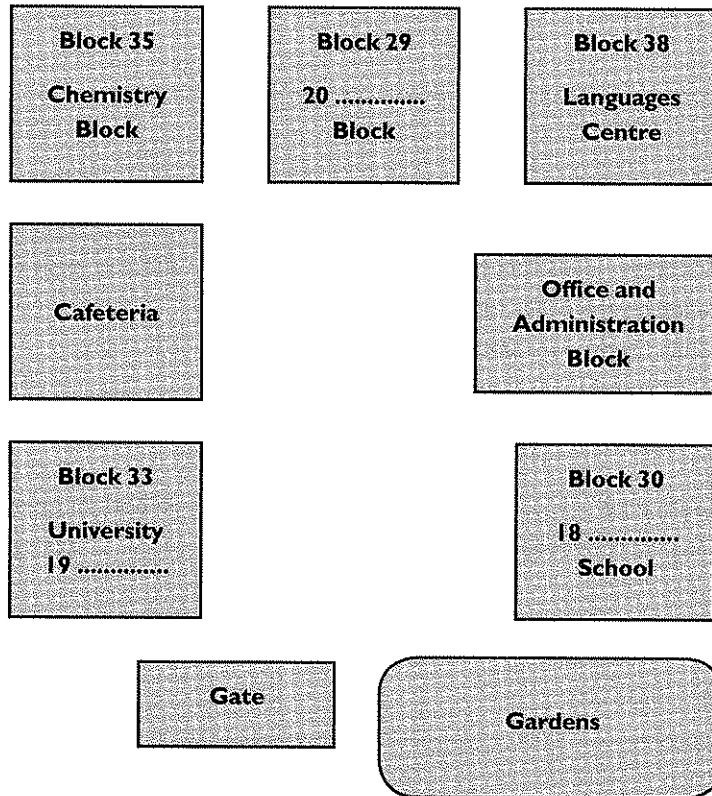 Block 35
Chemistry
Block
Block 29
20 ..............
Block
Block 38
Languages
Centre
Cafeteria
Office and
Administration
Block
Block 33
University
19 ..............
Block 30
18 ..............
School
Gate
Gardens